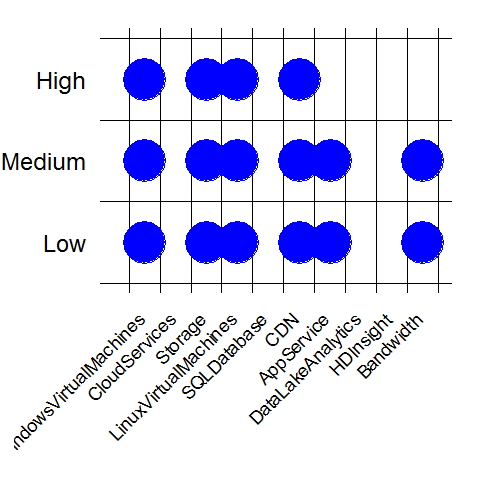 High
Medium
Low
ndowsVirtualMachines
CloudServices
Storage
LinuxVirtualMachines
SQLDatabase
CDN
AppService
DataLakeAnalytics
HDInsight
Bandwidth